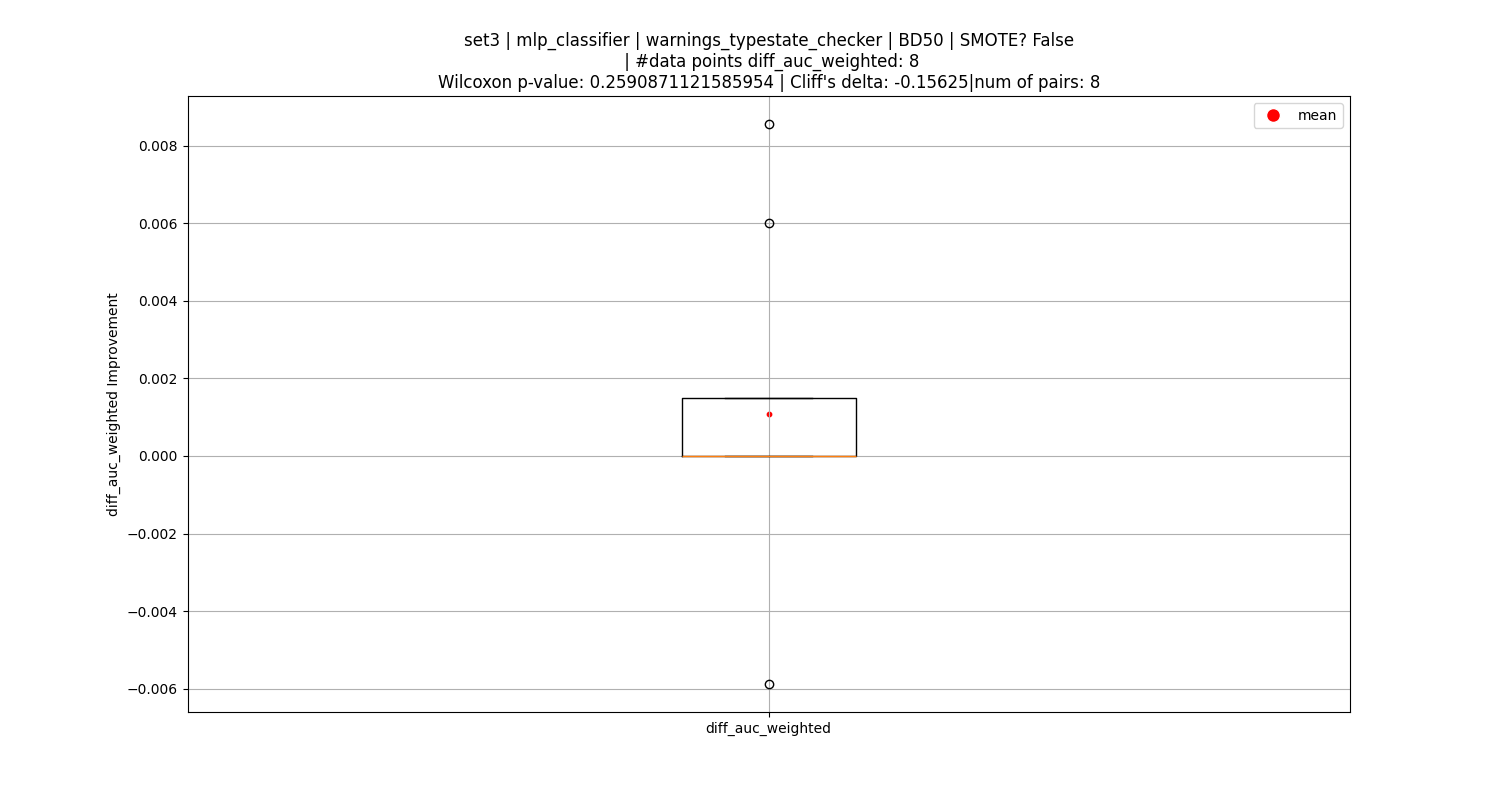 set3 | mlp_classifier | warnings_typestate_checker | BD50 | SMOTE? False
| #data points diff_auc_weighted: 8
Wilcoxon p-value: 0.2590871121585954 | Cliff's delta: -0.15625|num of pairs: 8
mean
0.008
0.006
0.004
0.002
0.000
−0.002
−0.004
−0.006
diff_auc_weighted Improvement
diff_auc_weighted